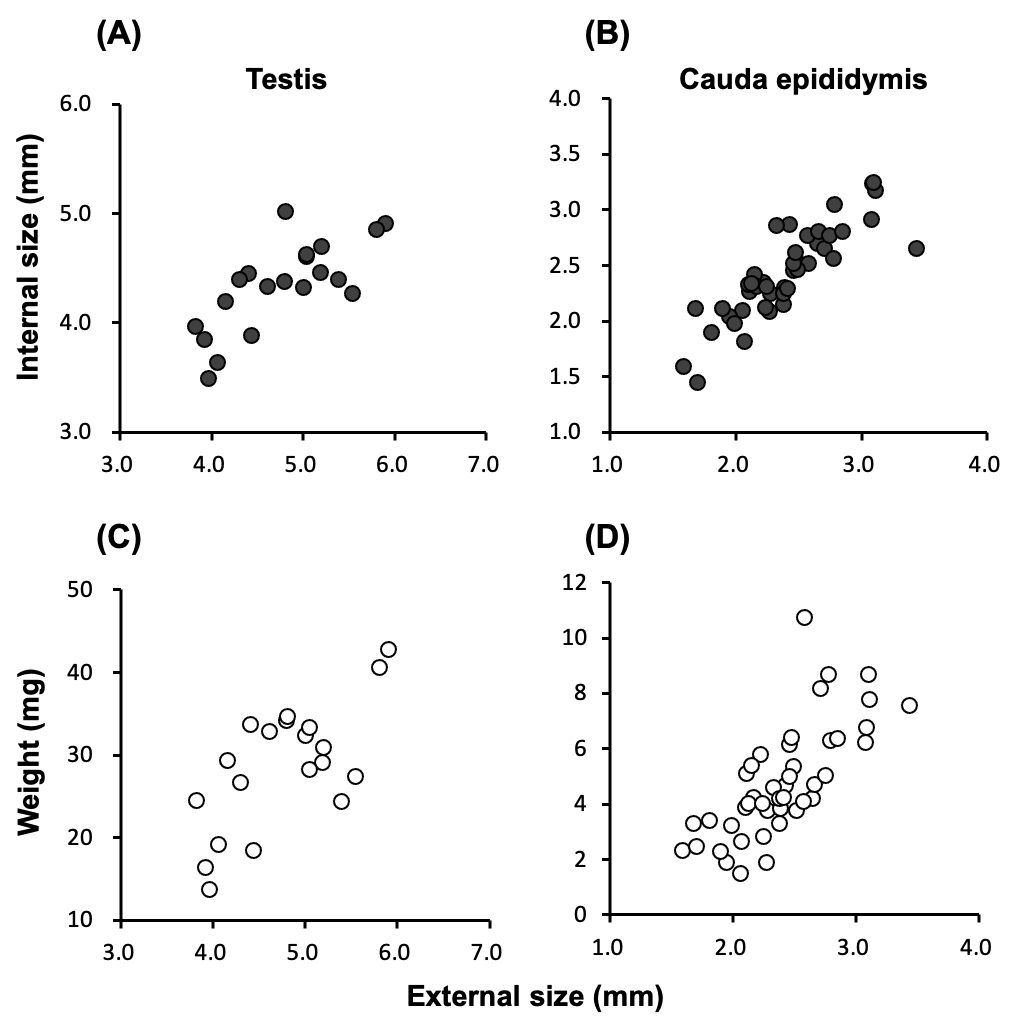 (A)
(B)
Testis
Cauda epididymis
Internal size (mm)
6.0
5.0
4.0
3.0
3.0 4.0 5.0 6.0 7.0
4.0
3.5
3.0
2.5
2.0
1.5
1.0
1.0 2.0 3.0 4.0
(C)
(D)
Weight (mg)
50
40
30
20
10
3.0 4.0 5.0 6.0 7.0
12
10
8
6
4
2
0
1.0 2.0 3.0 4.0
External size (mm)